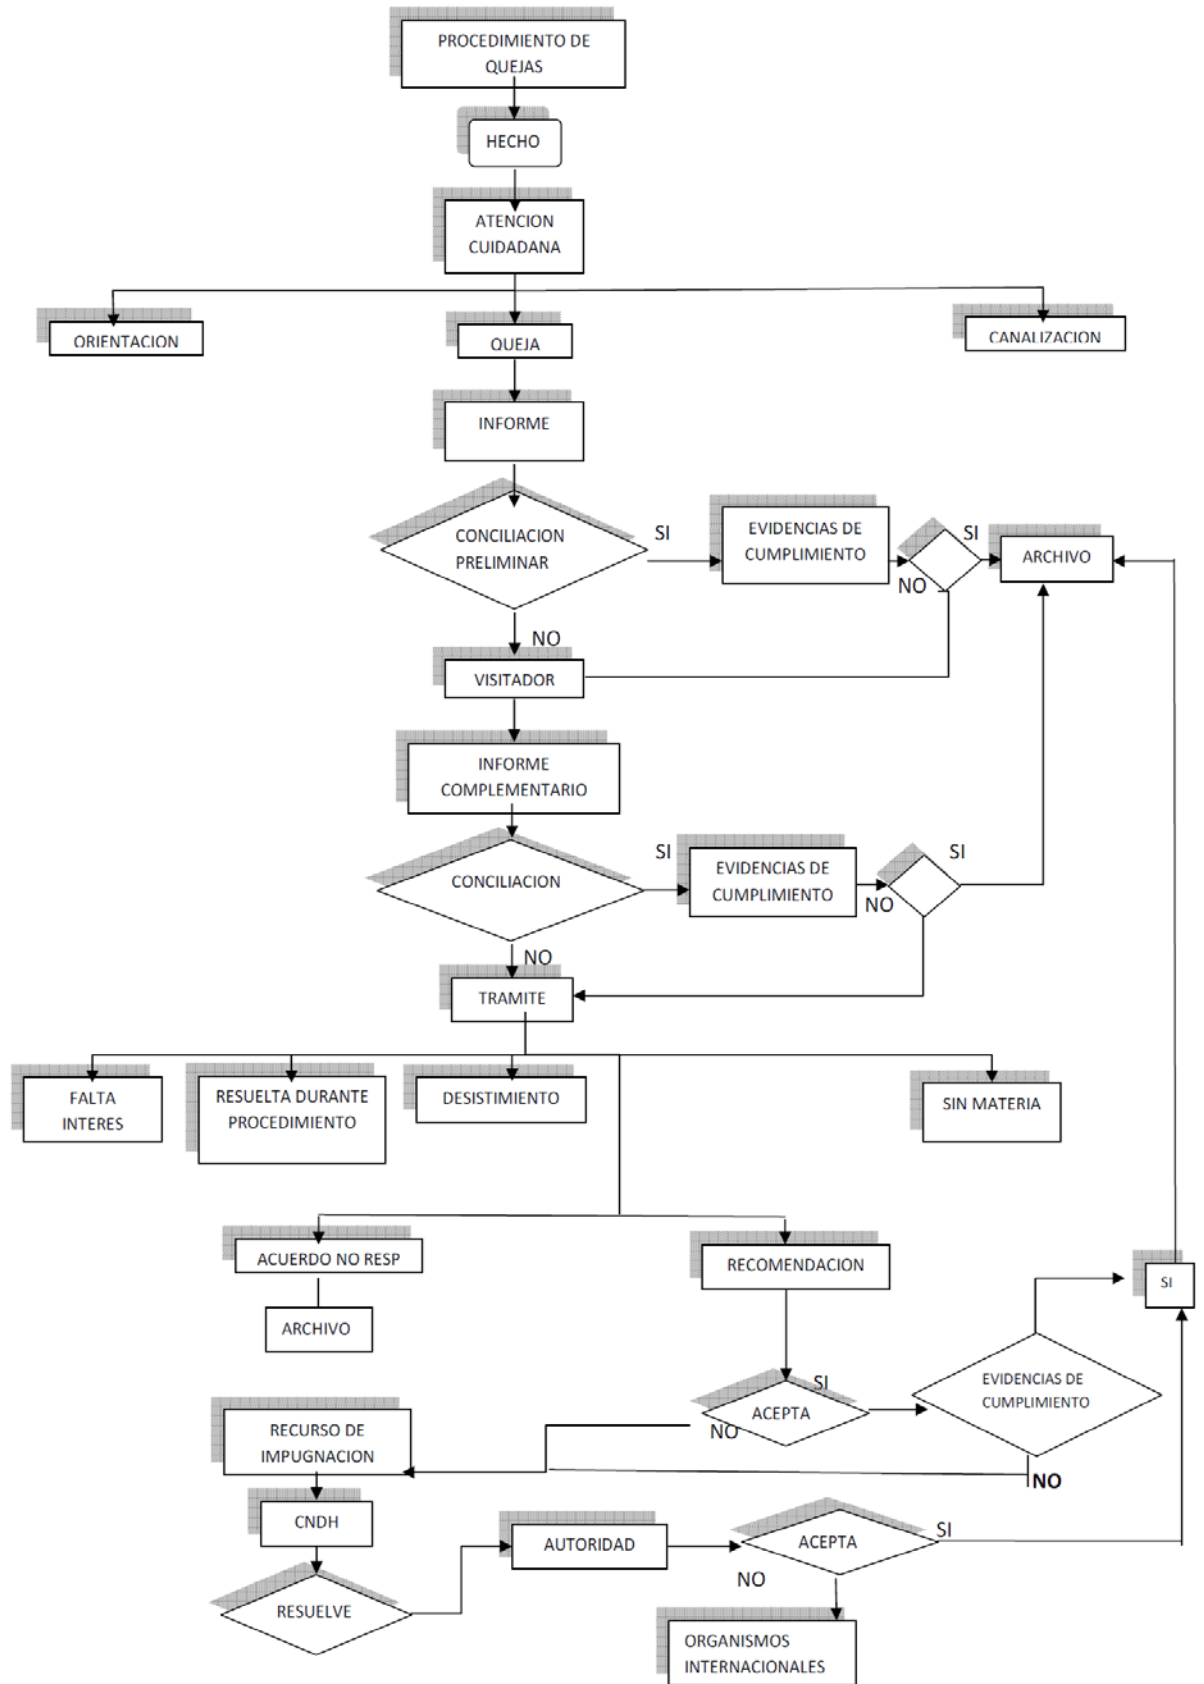 PROCEDIMIENTO DE
QUEJAS
HECHO
ATENCION
CUIDADANA
ORIENTACION
QUEJA
CANALIZACION
INFORME
CONCILIACION
PRELIMINAR
SI
EVIDENCIAS DE
CUMPLIMIENTO
SI
NO
ARCHIVO
NO
VISITADOR
INFORME
COMPLEMENTARIO
CONCILIACION
SI
EVIDENCIAS DE
CUMPLIMIENTO
SI
NO
NO
TRAMITE
FALTA
INTERES
RESUELTA DURANTE
PROCEDIMIENTO
DESISTIMIENTO
SIN MATERIA
ACUERDO NO RESP
ARCHIVO
RECOMENDACION
SI
EVIDENCIAS DE
CUMPLIMIENTO
SI
ACEPTA
NO
NO
RECURSO DE
IMPUGNACION
CNDH
RESUELVE
AUTORIDAD
ACEPTA
SI
NO
ORGANISMOS
INTERNACIONALES